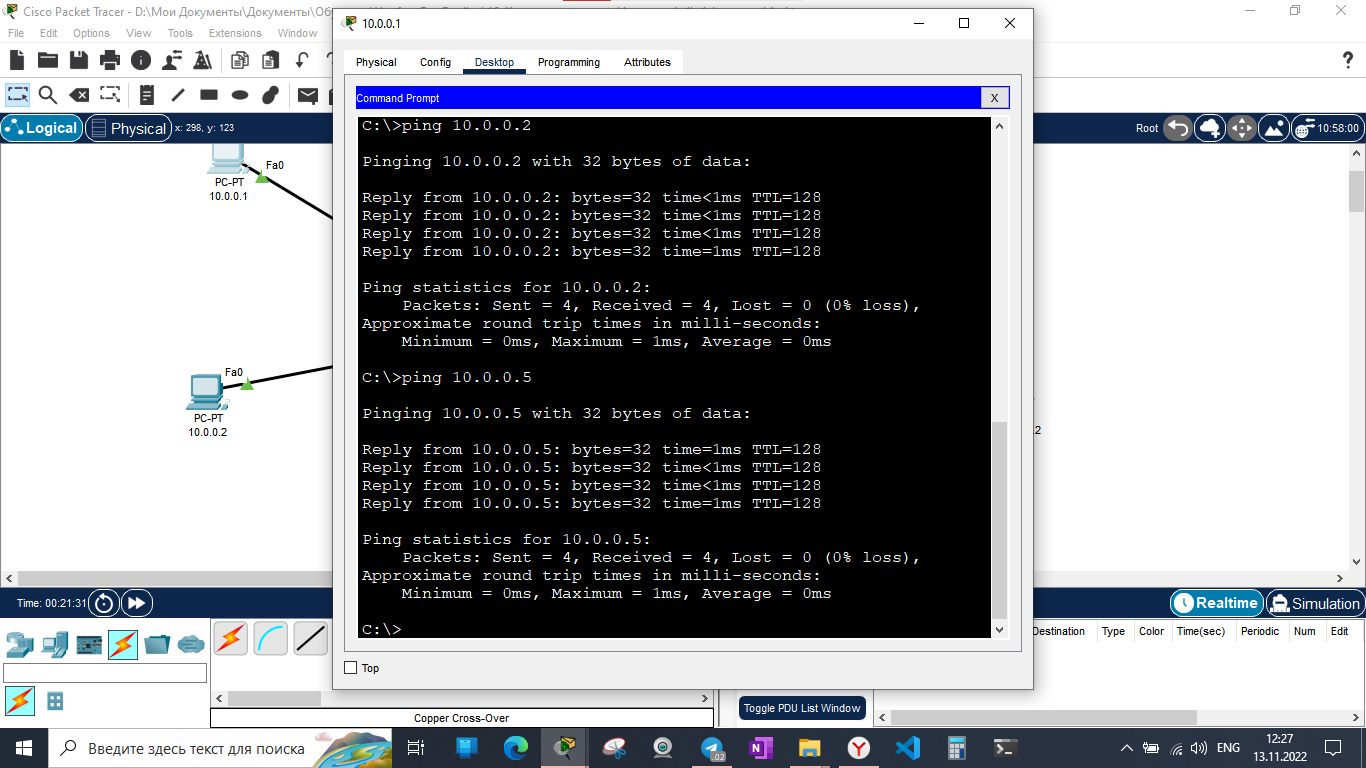 Cisco Packet Tracer - D:\Мои Документы\Документы\Об
10.0.0.1
File Edit Options View Tools Extensions Window
Physical Config Desktop Programming Attributes
Command Prompt
X
Logical
Physical
x: 298, y: 123
Root
10:58:00
C:\>ping 10.0.0.2
Pinging 10.0.0.2 with 32 bytes of data:
Reply from 10.0.0.2: bytes=32 time<1ms TTL=128
Reply from 10.0.0.2: bytes=32 time<1ms TTL=128
Reply from 10.0.0.2: bytes=32 time<1ms TTL=128
Reply from 10.0.0.2: bytes=32 time=1ms TTL=128
Ping statistics for 10.0.0.2:
Packets: Sent = 4, Received = 4, Lost = 0 (0% loss),
Approximate round trip times in milli-seconds:
Minimum = 0ms, Maximum = 1ms, Average = 0ms
C:\>ping 10.0.0.5
Pinging 10.0.0.5 with 32 bytes of data:
Reply from 10.0.0.5: bytes=32 time=1ms TTL=128
Reply from 10.0.0.5: bytes=32 time<1ms TTL=128
Reply from 10.0.0.5: bytes=32 time<1ms TTL=128
Reply from 10.0.0.5: bytes=32 time=1ms TTL=128
Ping statistics for 10.0.0.5:
Packets: Sent = 4, Received = 4, Lost = 0 (0% loss),
Approximate round trip times in milli-seconds:
Minimum = 0ms, Maximum = 1ms, Average = 0ms
C:\>
Top
Fa0
PC-PT
10.0.0.1
Fa0
PC-PT
10.0.0.2
2
Time: 00:21:31
Realtime
Simulation
Destination Type Color Time(sec) Periodic Num Edit
Toggle PDU List Window
Copper Cross-Over
Введите здесь текст для поиска
.02
ENG
12:27
13.11.2022